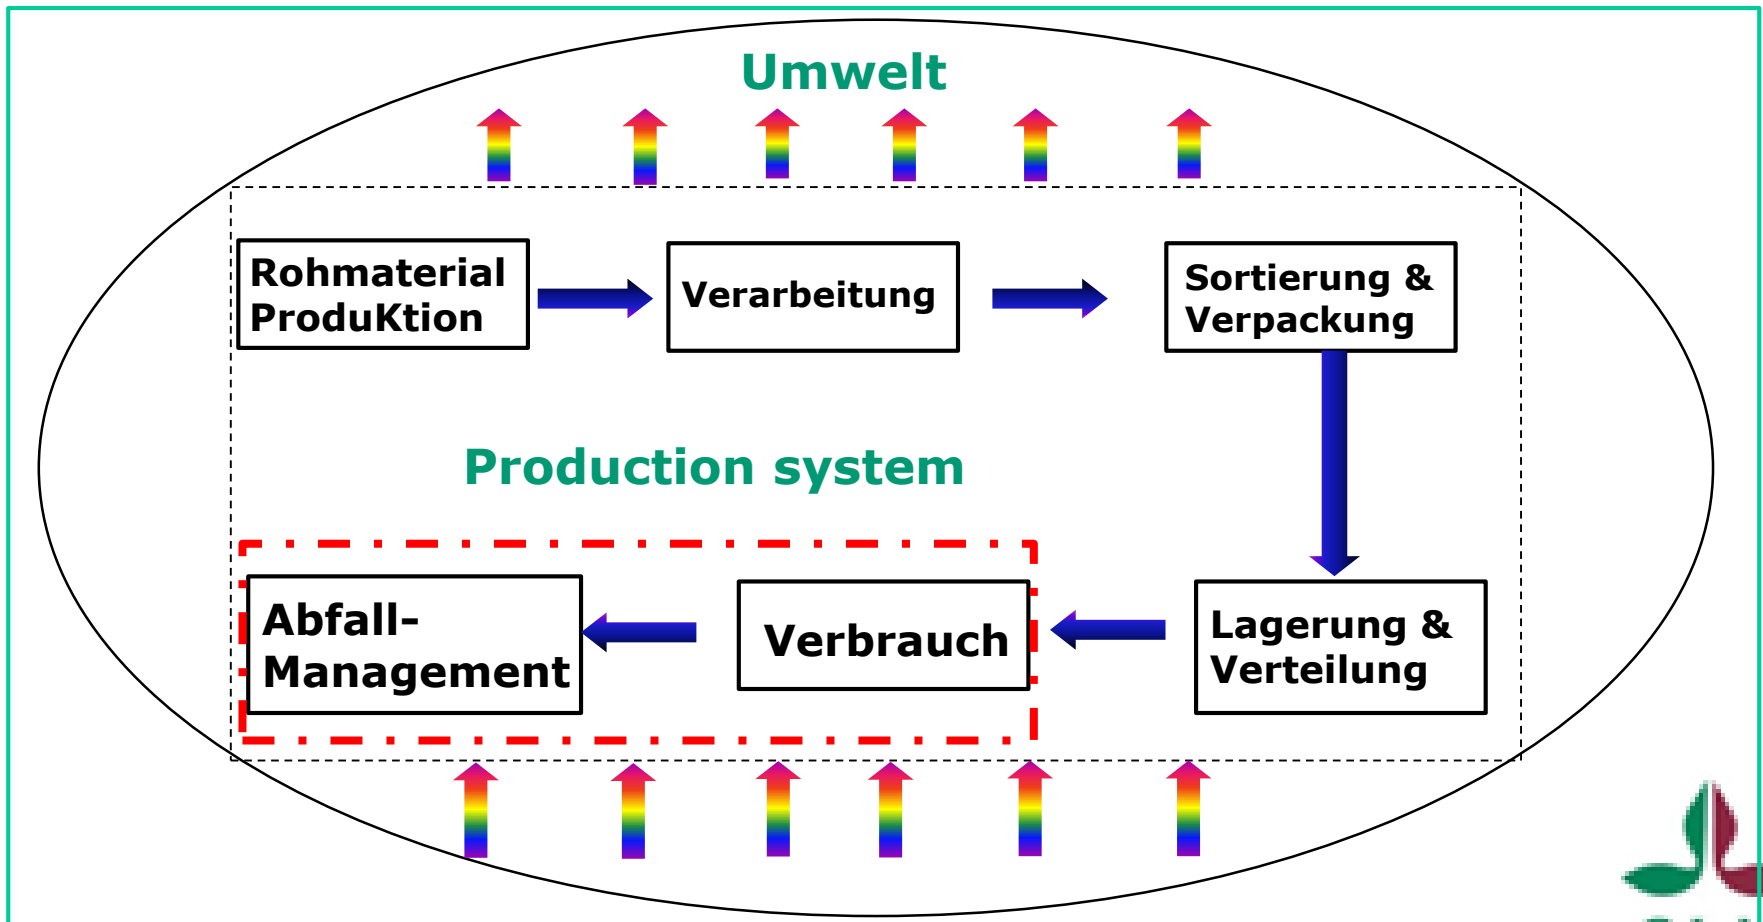 Umwelt
Rohmaterial
ProduKtion
Verarbeitung
Sortierung &
Verpackung
Production system
Abfall-
Management
Verbrauch
Lagerung &
Verteilung